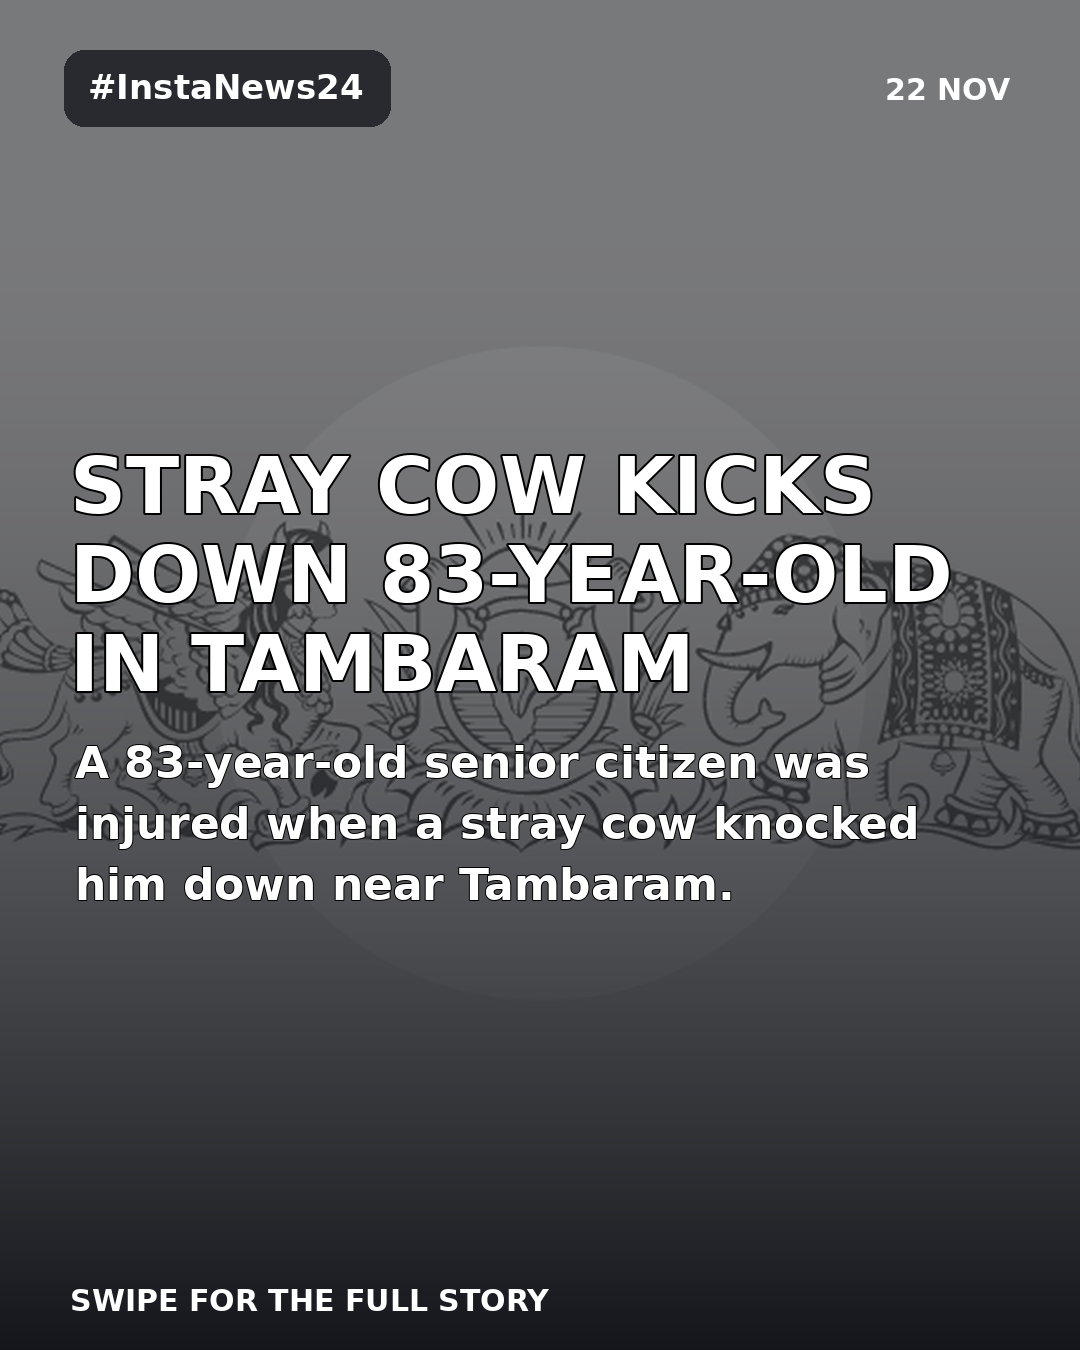 #InstaNews24
22 NOV
STRAY COW KICKS
DOWN 83-YEAR-OLD
IN TAMBARAM
A 83-year-old senior citizen was
injured when a stray cow knocked
him down near Tambaram.
SWIPE FOR THE FULL STORY